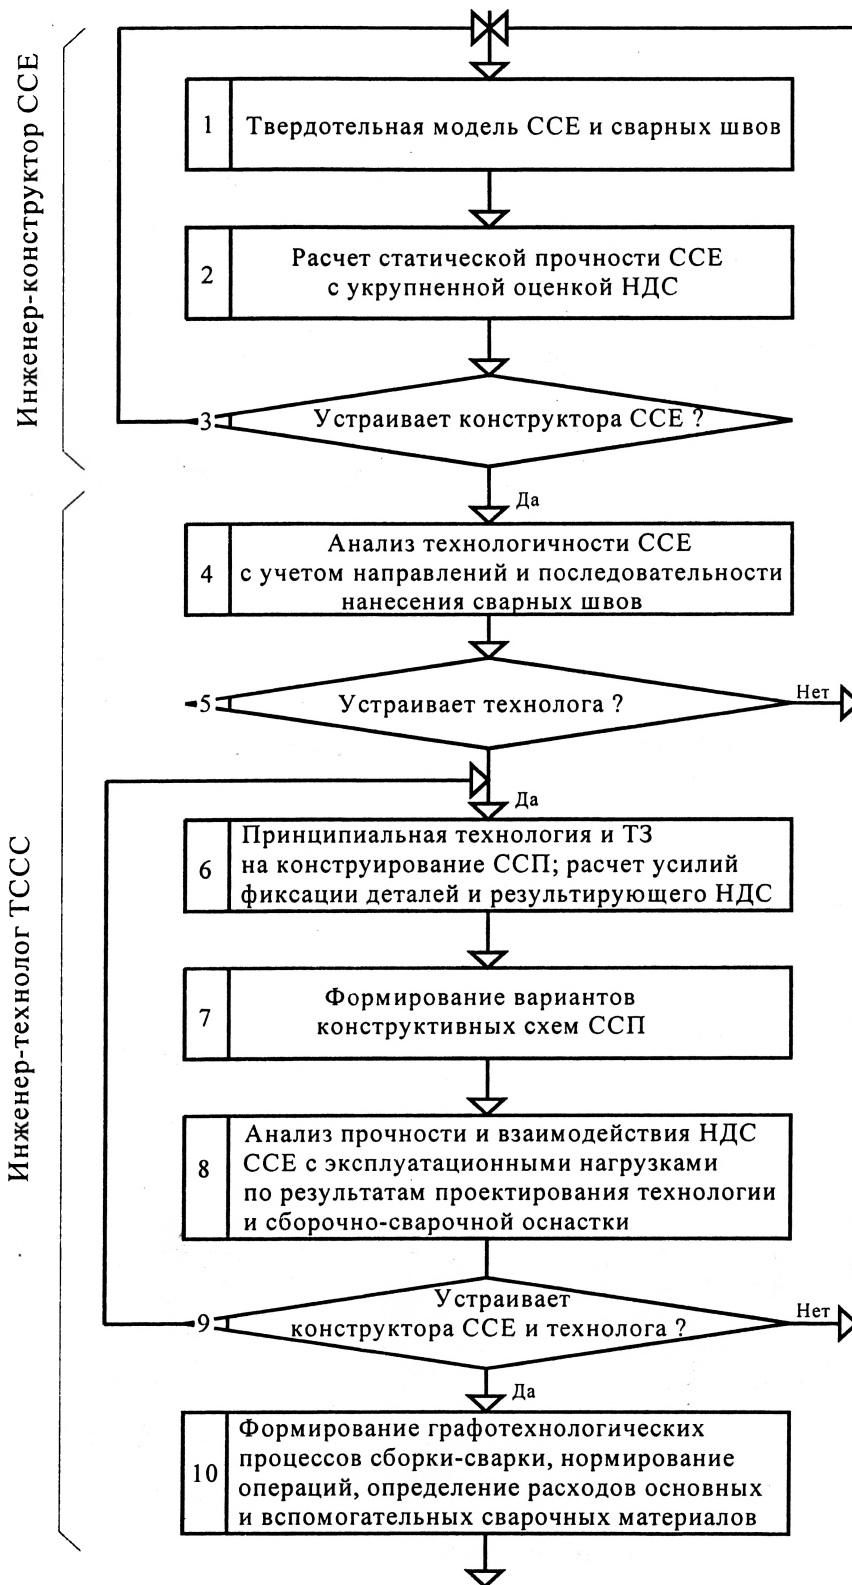 Инженер-конструктор ССЕ
1
Твердотельная модель ССЕ и сварных швов
2
Расчет статической прочности ССЕ
с укрупненной оценкой НДС
3
Устраивает конструктора ССЕ ?
Да
Инженер-технолог ТССС
4
Анализ технологичности ССЕ
с учетом направлений и последовательности
нанесения сварных швов
5
Устраивает технолога ?
Нет
Да
6
Принципиальная технология и ТЗ
на конструирование ССП; расчет усилий
фиксации деталей и результирующего НДС
7
Формирование вариантов
конструктивных схем ССП
8
Анализ прочности и взаимодействия НДС
ССЕ с эксплуатационными нагрузками
по результатам проектирования технологии
и сборочно-сварочной оснастки
9
Устраивает
конструктора ССЕ и технолога ?
Нет
Да
10
Формирование графотехнологических
процессов сборки-сварки, нормирование
операций, определение расходов основных
и вспомогательных сварочных материалов